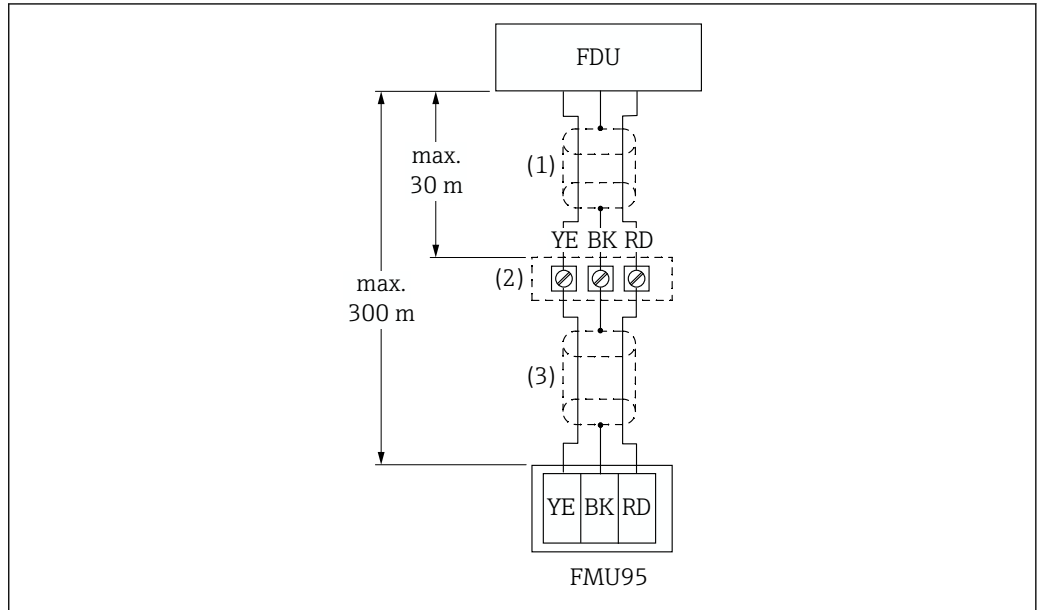 FDU
max.
30 m
(1)
YE BK RD
(2)
max.
300 m
(3)
YE BK RD
FMU95